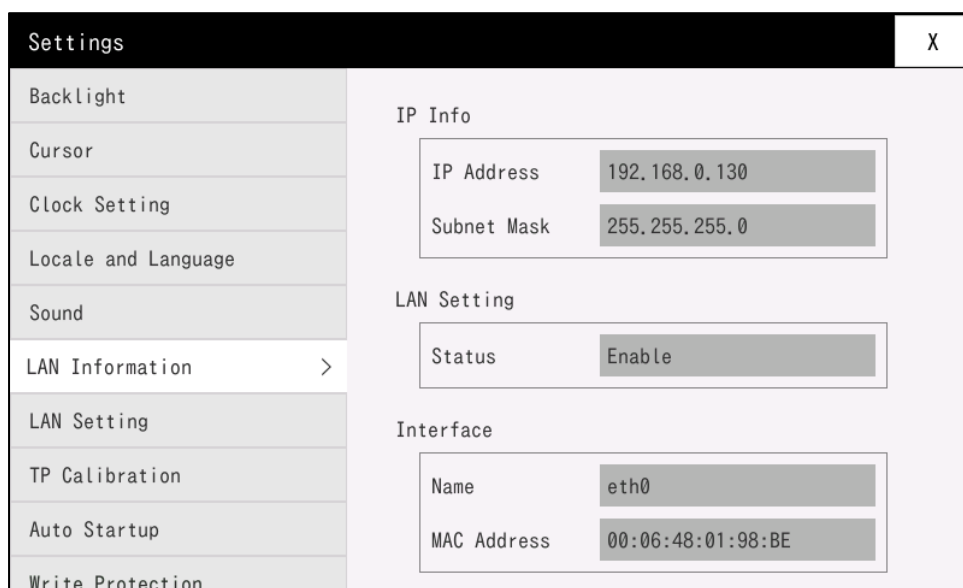 Settings
X
Backlight
Cursor
Clock Setting
Locale and Language
Sound
LAN Information >
LAN Setting
TP Calibration
Auto Startup
Write Protection
IP Info
IP Address 192.168.0.130
Subnet Mask 255.255.255.0
LAN Setting
Status Enable
Interface
Name eth0
MAC Address 00:06:48:01:98:BE